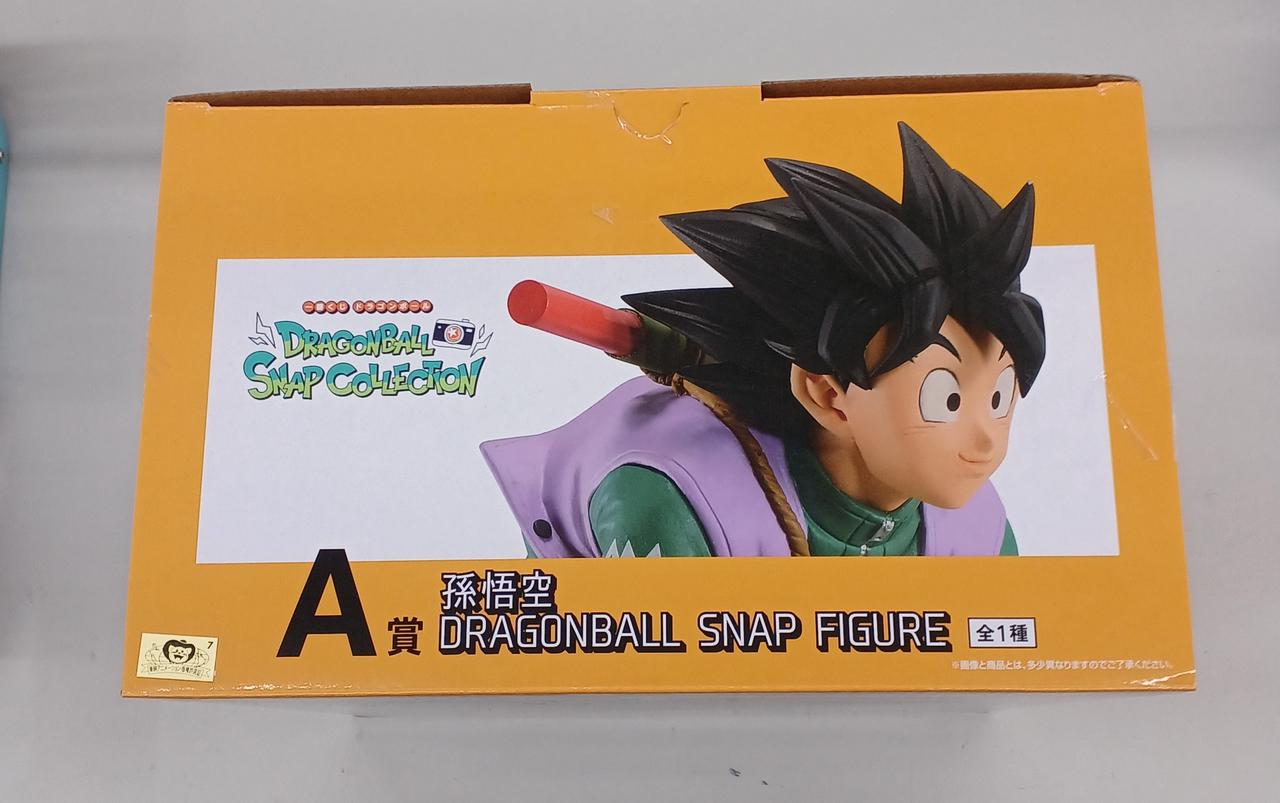 一番くじ ドラゴンボール
DRAGONBALL
SNAP COLLECTION
A賞
孫悟空
DRAGONBALL SNAP FIGURE
全1種
※画像と商品とは、多少異なりますのでご了承ください。
7